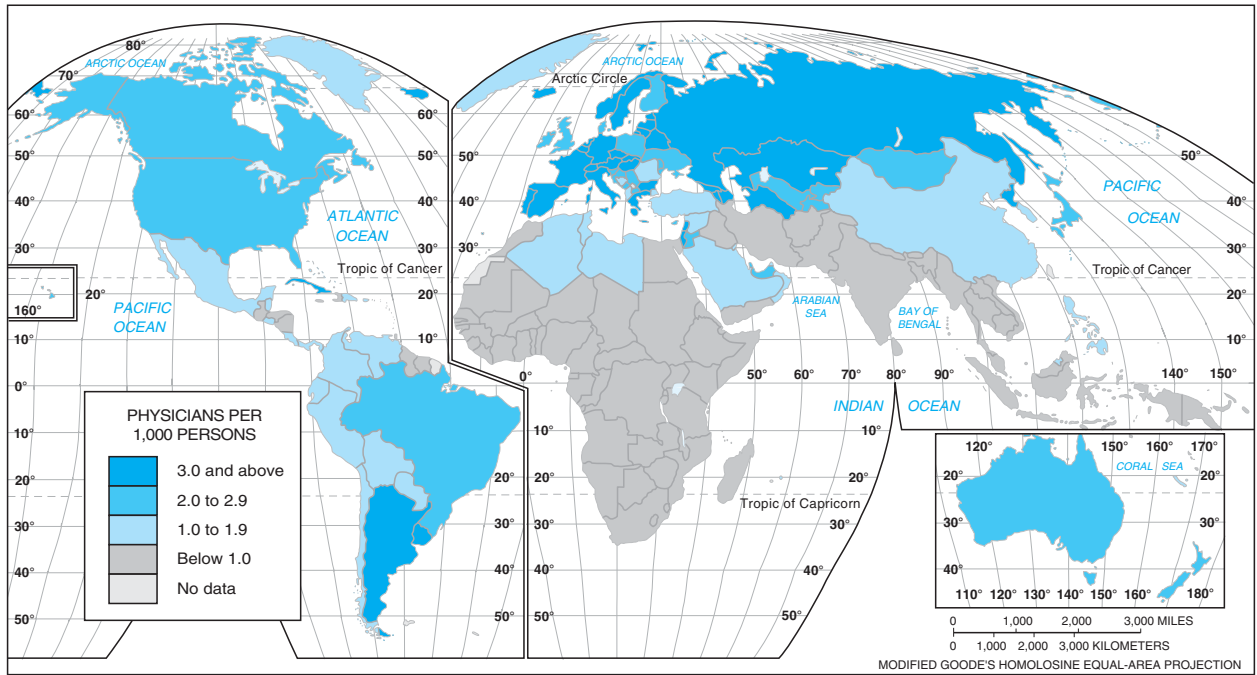 80°
ARCTIC OCEAN
70°
60°
50°
40°
30°
20°
160°
10°
0°
10°
20°
30°
40°
50°
60°
50°
40°
30°
Tropic of Cancer
20°
10°
ATLANTIC
OCEAN
PACIFIC
OCEAN
0°
10°
20°
30°
40°
50°
PHYSICIANS PER
1,000 PERSONS
3.0 and above
2.0 to 2.9
1.0 to 1.9
Below 1.0
No data
ARCTIC OCEAN
Arctic Circle
50°
40°
30°
50°
PACIFIC
OCEAN
40°
30°
Tropic of Cancer
20°
10°
ARABIAN
SEA
BAY OF
BENGAL
50°
60°
70°
80°
90°
140°
150°
INDIAN
OCEAN
10°
10°
20°
20°
Tropic of Capricorn
30°
30°
40°
40°
50°
50°
120°
140°
150°
160°
170°
CORAL SEA
20°
20°
30°
30°
40°
40°
110°
120°
130°
140°
150°
160°
180°
0 1,000 2,000 3,000 MILES
0 1,000 2,000 3,000 KILOMETERS
MODIFIED GOODE'S HOMOLOSINE EQUAL-AREA PROJECTION